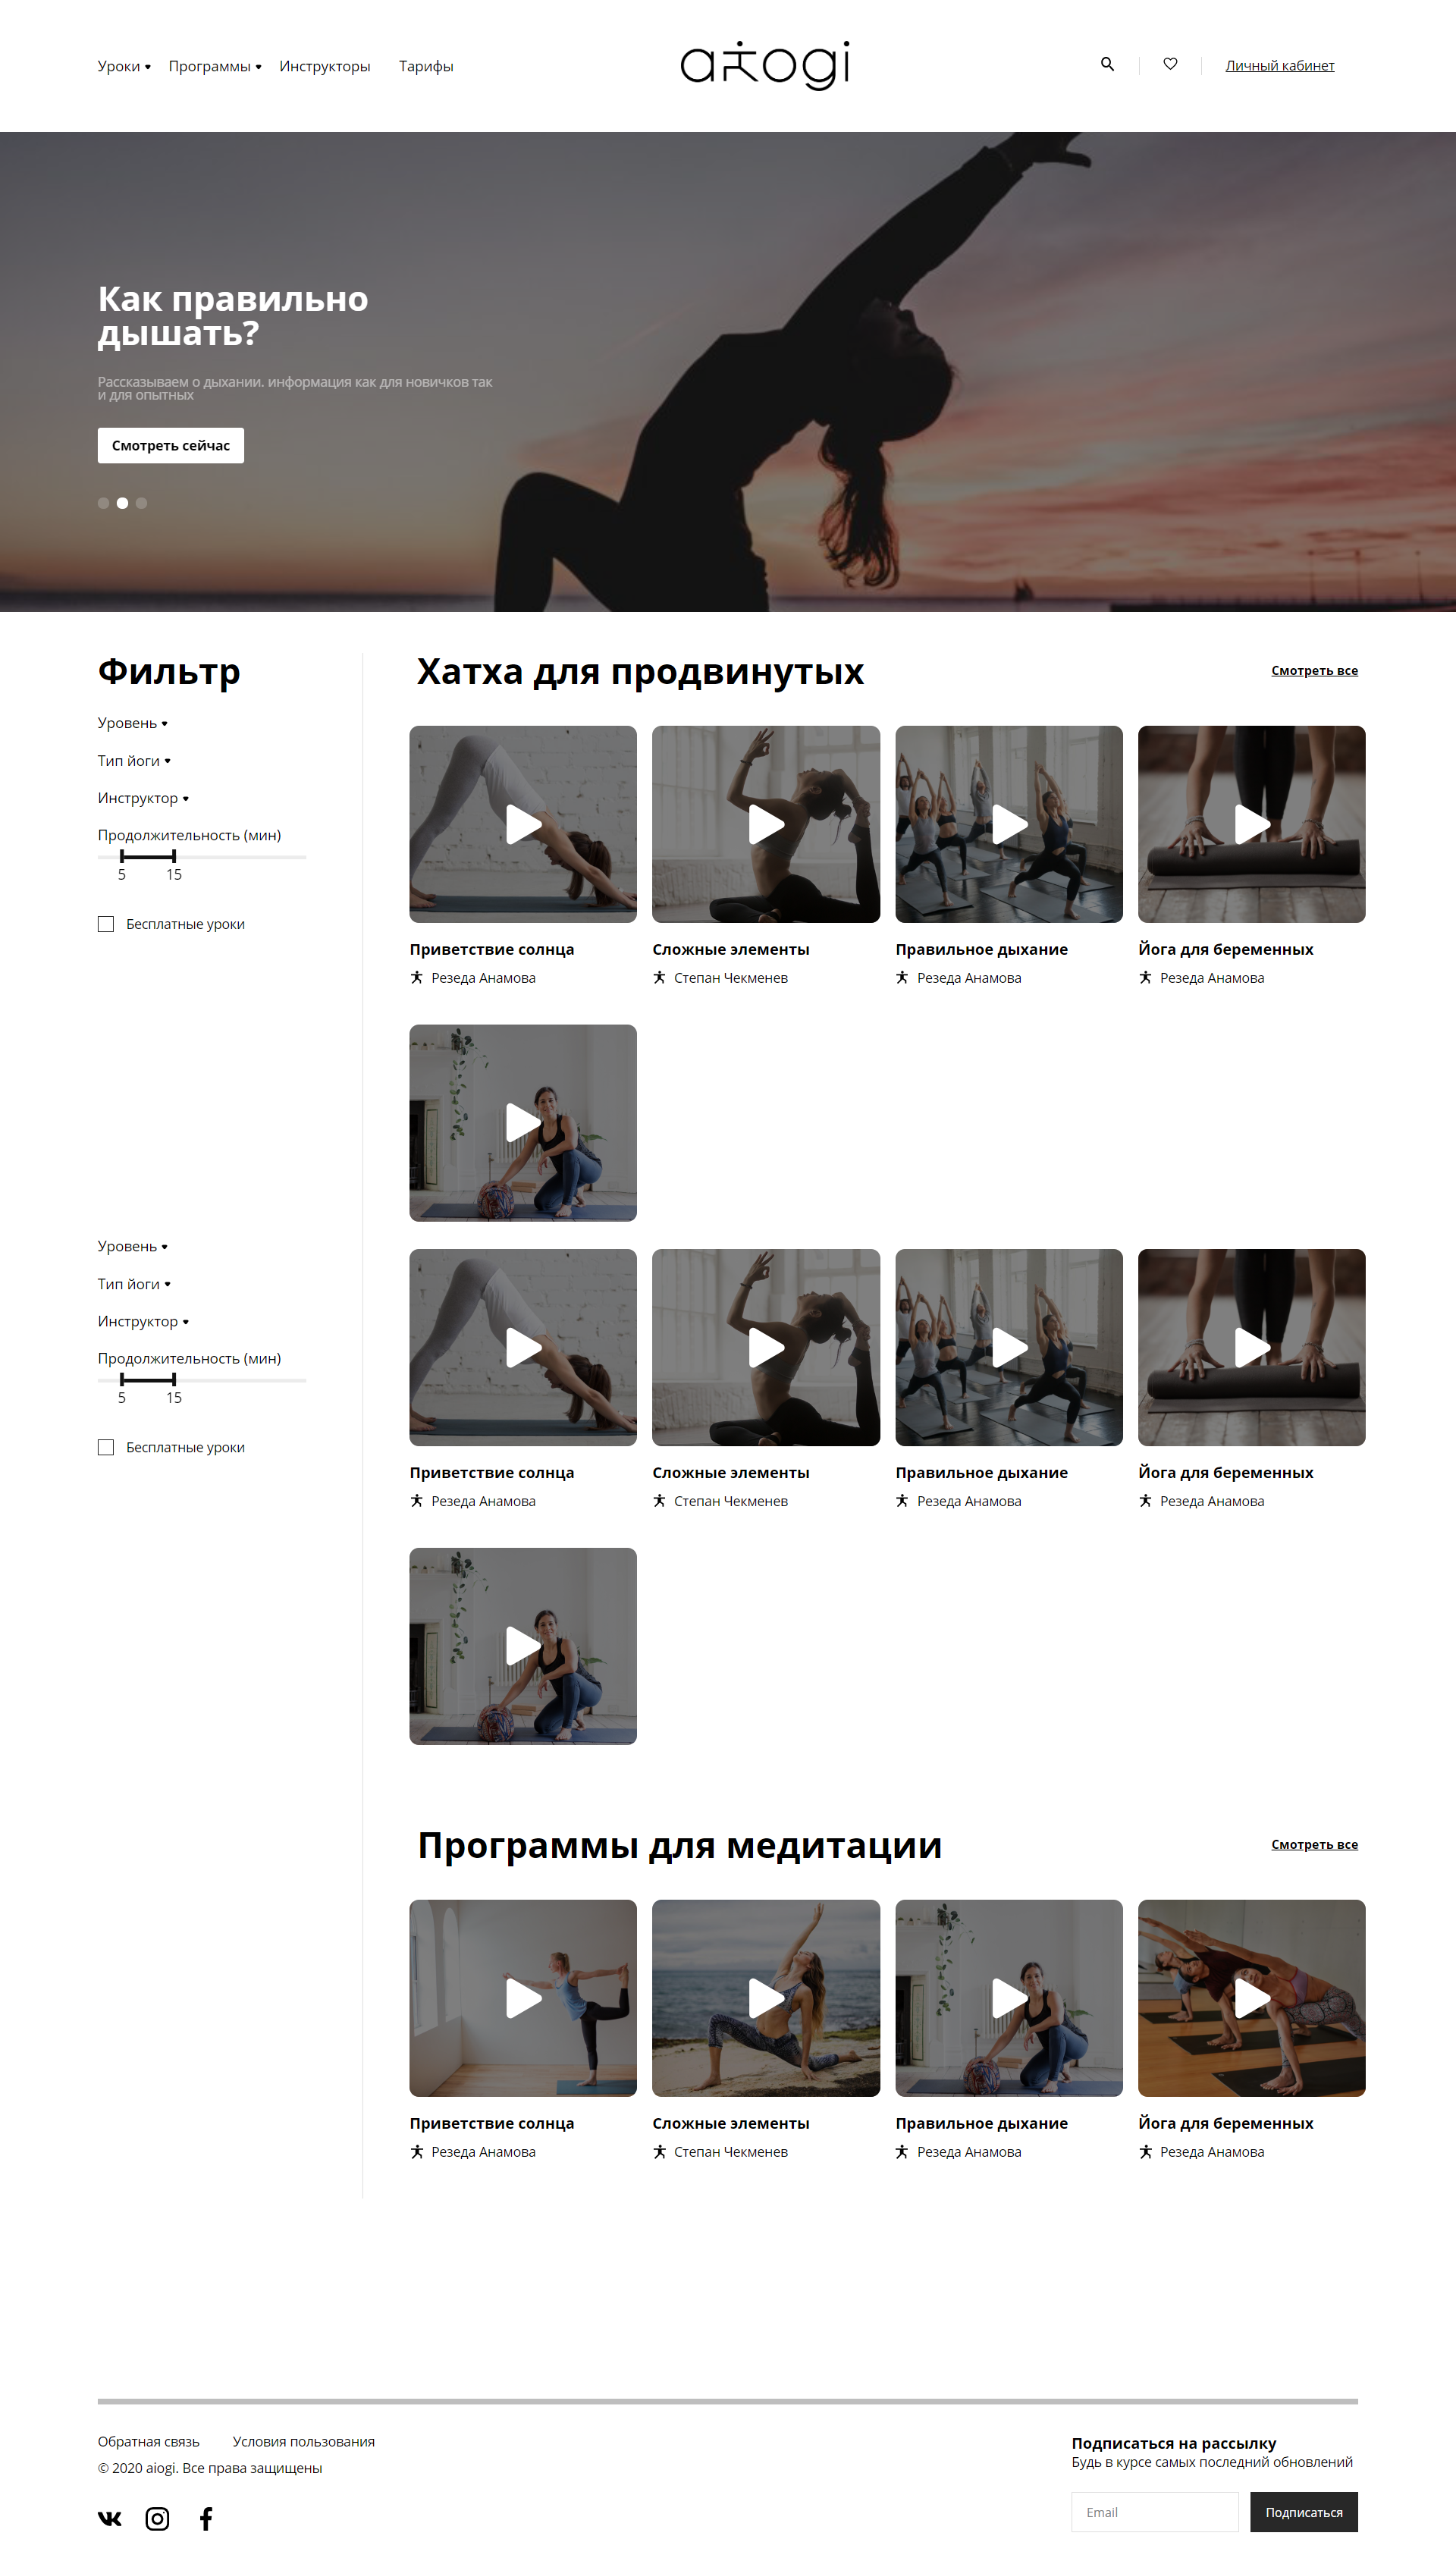 Уроки
Программы
Инструкторы
Тарифы
aiogi
Личный кабинет
Как правильно
дышать?
Рассказываем о дыхании. информация как для новичков так
и для опытных
Смотреть сейчас
Фильтр
Уровень
Тип йоги
Инструктор
Продолжительность (мин)
5 15
Бесплатные уроки
Хатха для продвинутых
Смотреть все
Приветствие солнца
Резеда Анамова
Сложные элементы
Степан Чекменев
Правильное дыхание
Резеда Анамова
Йога для беременных
Резеда Анамова
Уровень
Тип йоги
Инструктор
Продолжительность (мин)
5 15
Бесплатные уроки
Приветствие солнца
Резеда Анамова
Сложные элементы
Степан Чекменев
Правильное дыхание
Резеда Анамова
Йога для беременных
Резеда Анамова
Программы для медитации
Смотреть все
Приветствие солнца
Резеда Анамова
Сложные элементы
Степан Чекменев
Правильное дыхание
Резеда Анамова
Йога для беременных
Резеда Анамова
Обратная связь
Условия пользования
© 2020 aiogi. Все права защищены
Подписаться на рассылку
Будь в курсе самых последний обновлений
Email
Подписаться